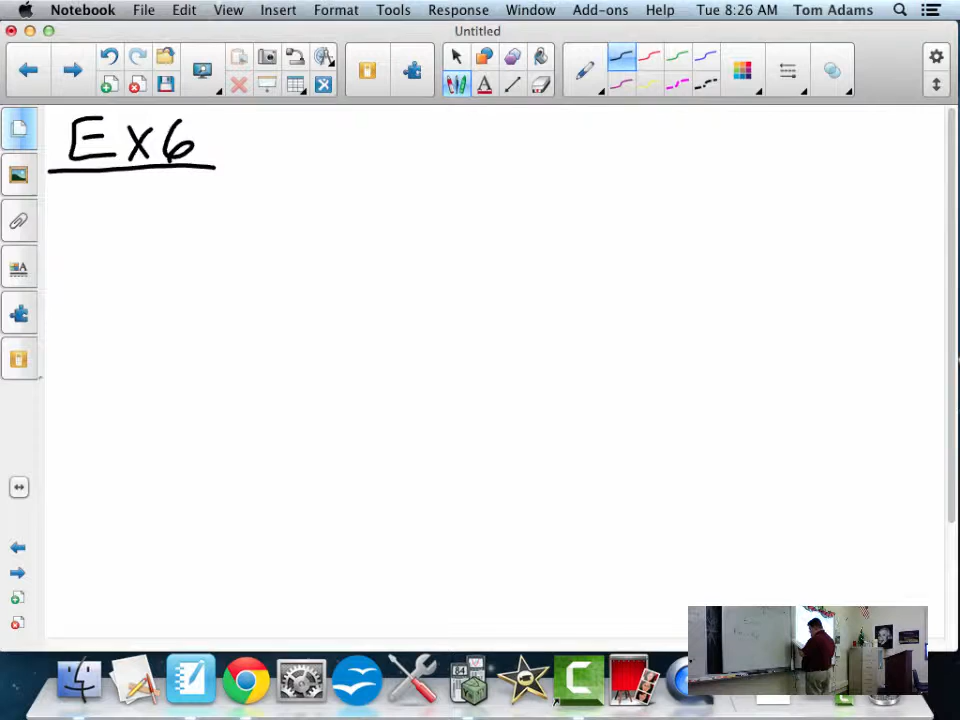 Notebook File Edit View Insert Format Tools Response Window Add-ons Help Tue 8:26 AM Tom Adams
Untitled
Ex6